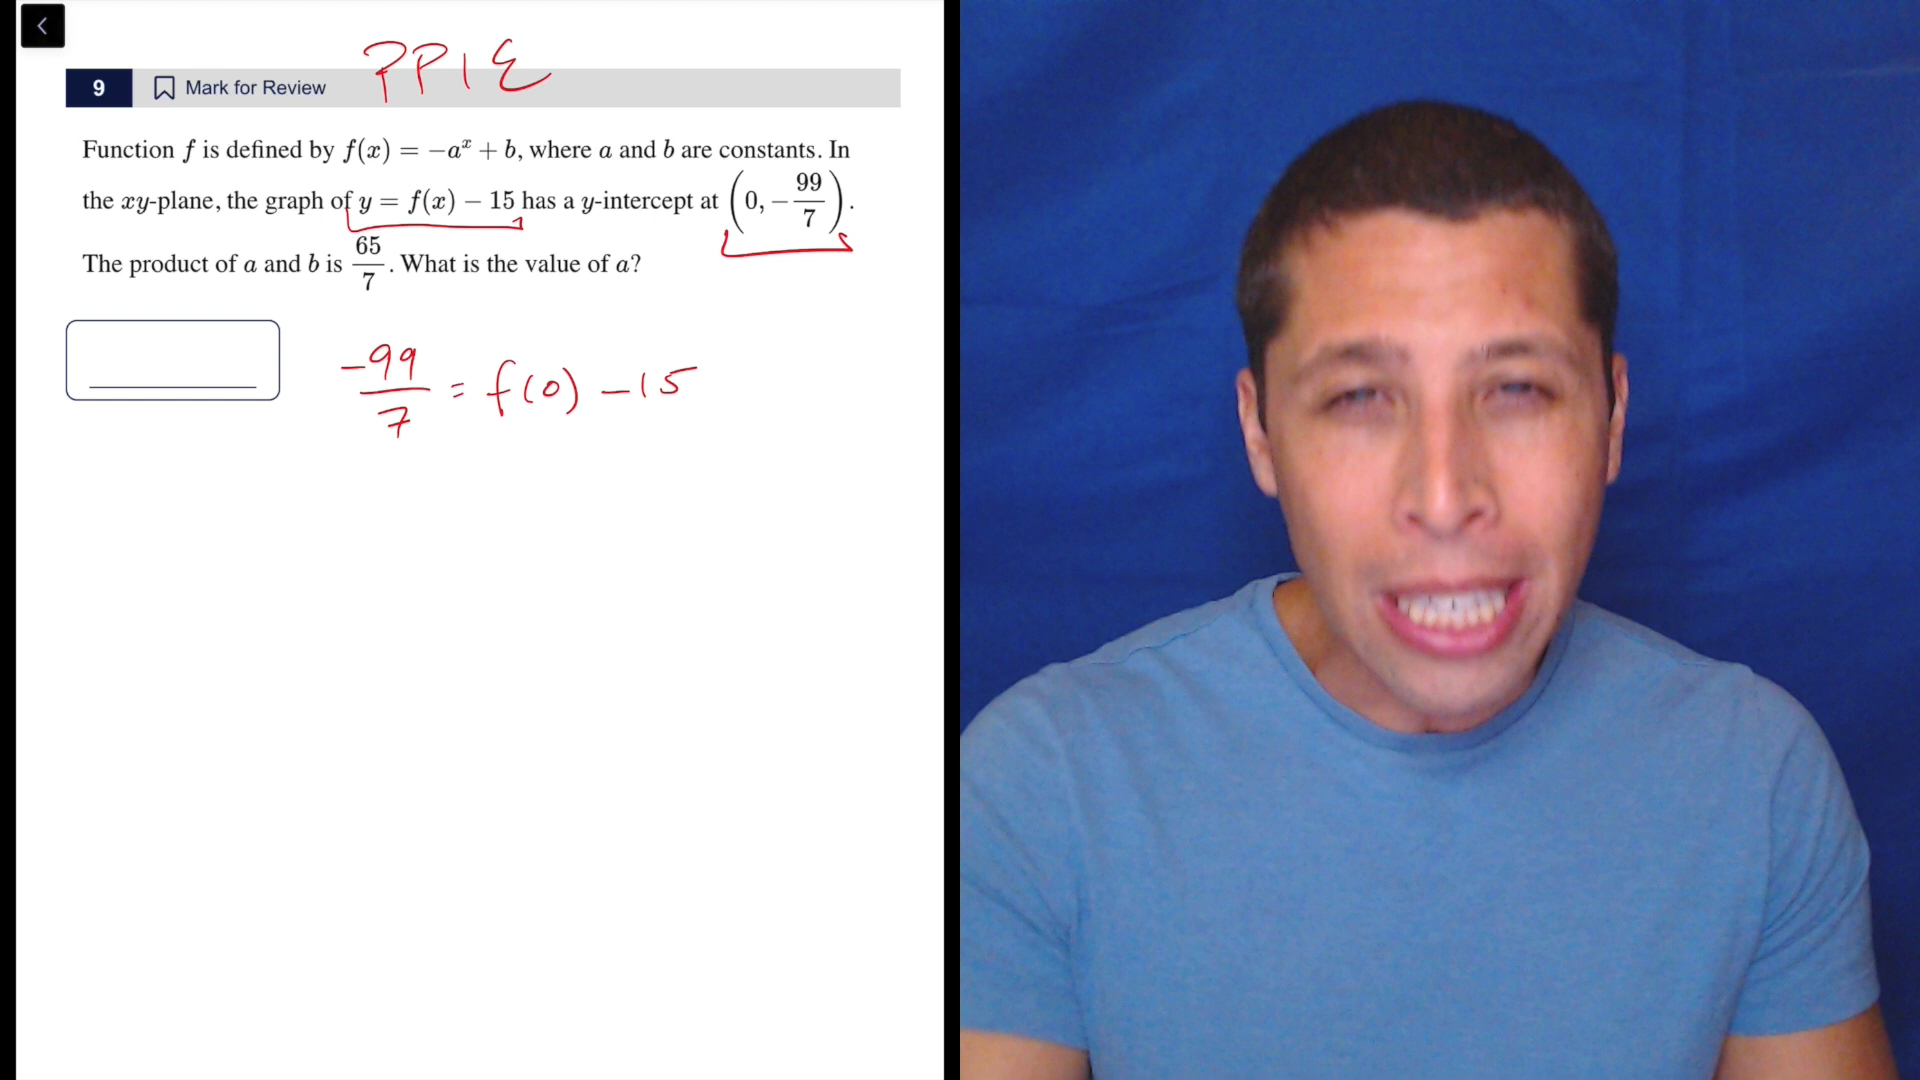 PPIE
9 Mark for Review
Function f is defined by f(x) = −aˣ + b, where a and b are constants. In
the xy-plane, the graph of y = f(x) − 15 has a y-intercept at (0, −99/7).
The product of a and b is 65/7. What is the value of a?
-99/7 = f(0) - 15